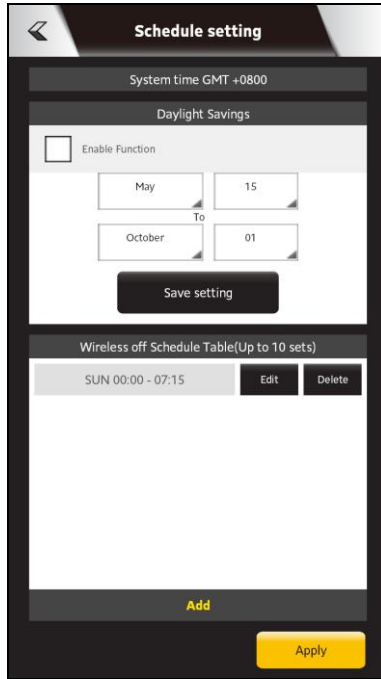 Schedule setting
System time GMT +0800
Daylight Savings
Enable Function
May 15
To
October 01
Save setting
Wireless off Schedule Table(Up to 10 sets)
SUN 00:00 - 07:15 Edit Delete
Add
Apply